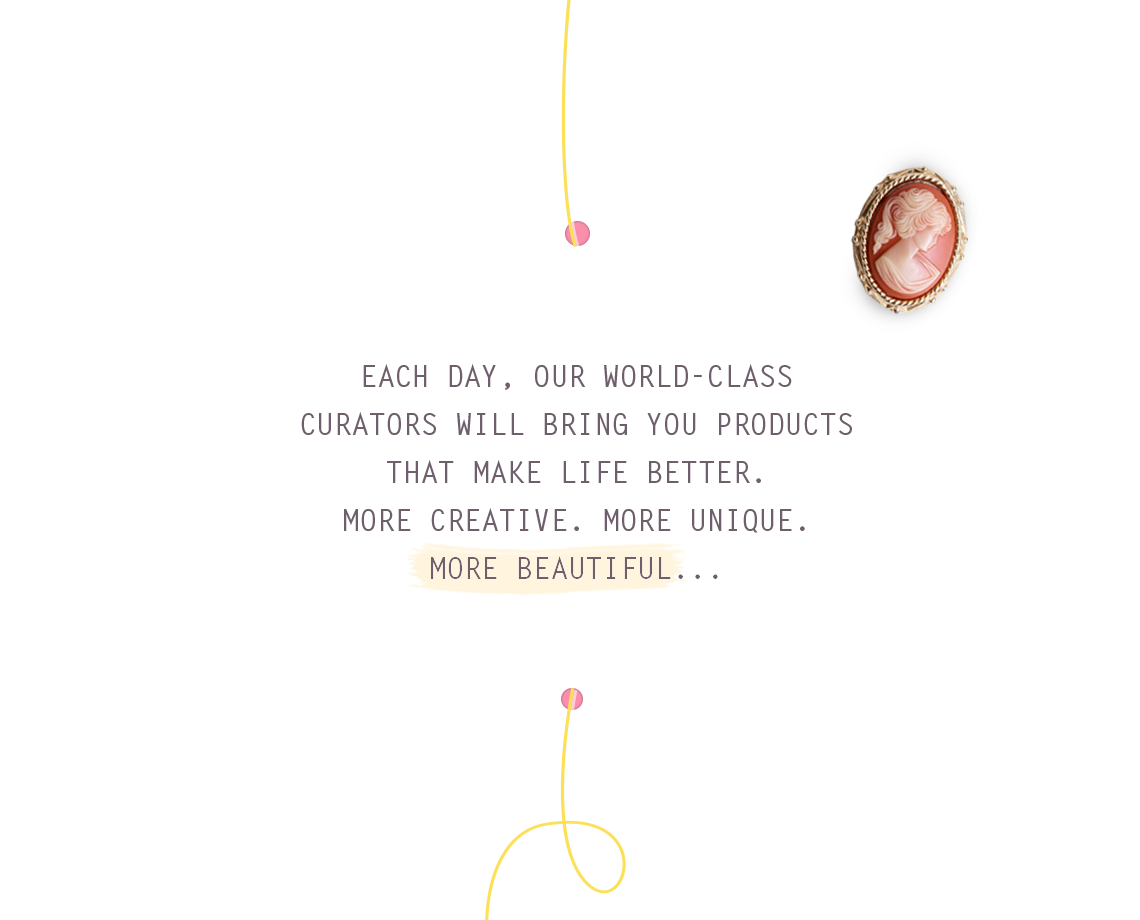 EACH DAY, OUR WORLD-CLASS
CURATORS WILL BRING YOU PRODUCTS
THAT MAKE LIFE BETTER.
MORE CREATIVE. MORE UNIQUE.
MORE BEAUTIFUL...